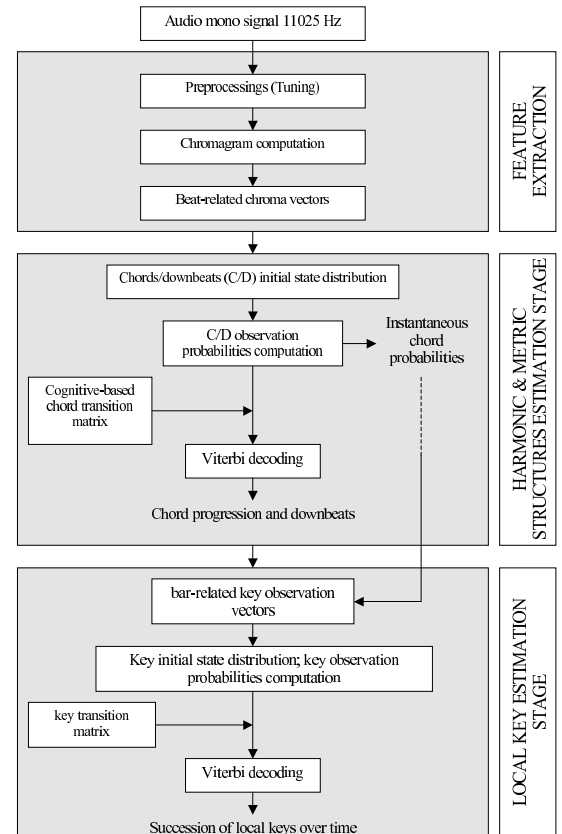 Audio mono signal 11025 Hz
Preprocessings (Tuning)
Chromagram computation
Beat-related chroma vectors
FEATURE
EXTRACTION
Chords/downbeats (C/D) initial state distribution
C/D observation
probabilities computation
Instantaneous
chord
probabilities
Cognitive-based
chord transition
matrix
Viterbi decoding
Chord progression and downbeats
HARMONIC & METRIC
STRUCTURES ESTIMATION STAGE
bar-related key observation
vectors
Key initial state distribution; key observation
probabilities computation
key transition
matrix
Viterbi decoding
Succession of local keys over time
LOCAL KEY ESTIMATION
STAGE